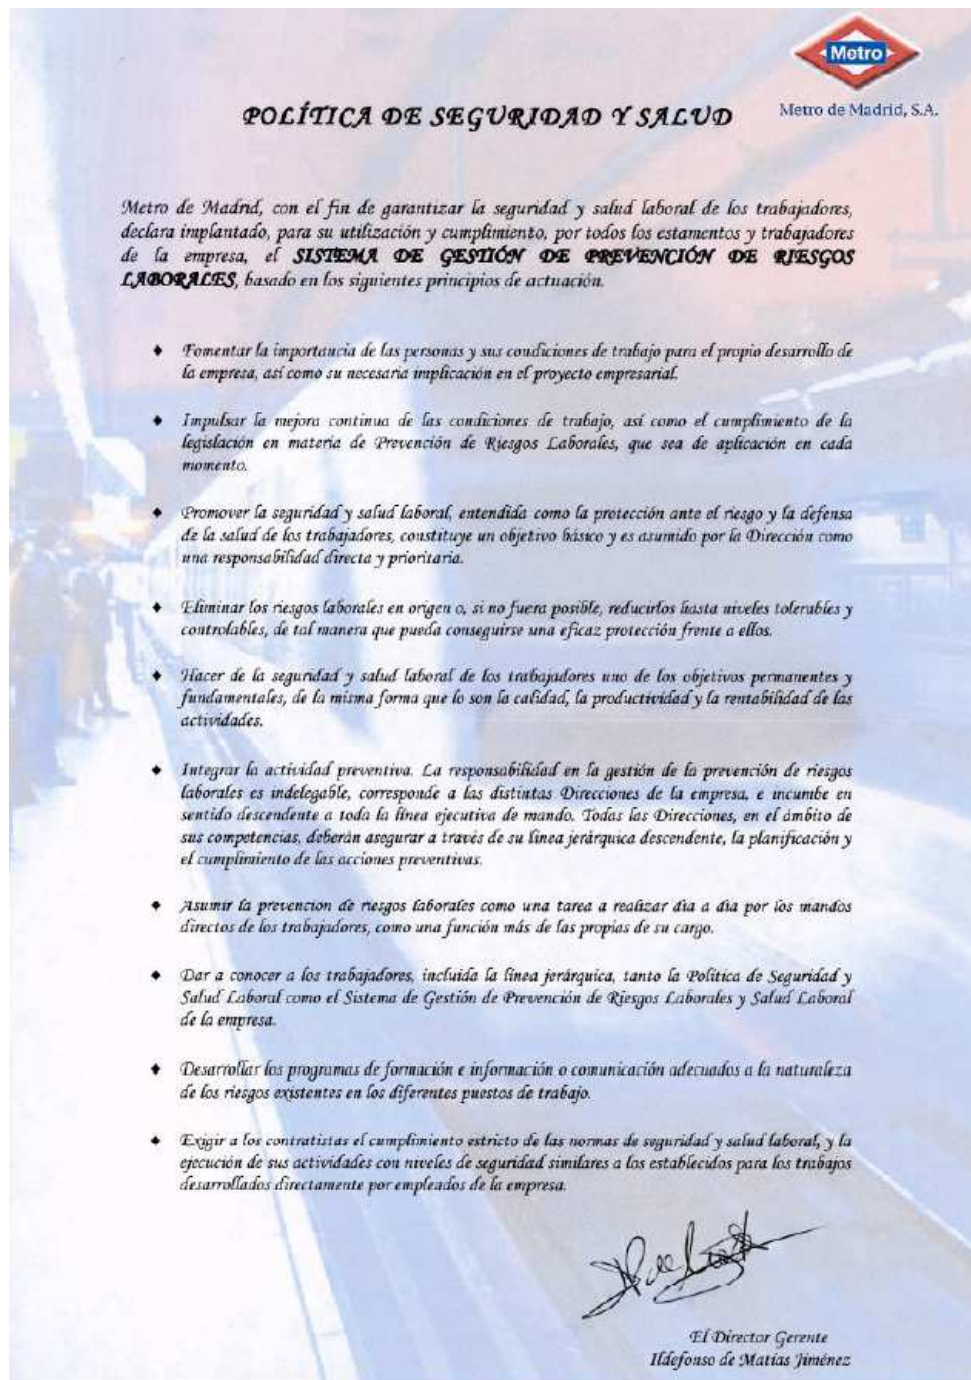 Metro
Metro de Madrid, S.A.
POLÍTICA DE SEGURIDAD Y SALUD
Metro de Madrid, con el fin de garantizar la seguridad y salud laboral de los trabajadores,
declara implantado, para su utilización y cumplimiento, por todos los estamentos y trabajadores
de la empresa, el SISTEMA DE GESTIÓN DE PREVENCIÓN DE RIESGOS
LABORALES, basado en los siguientes principios de actuación.
♦ Fomentar la importancia de las personas y sus condiciones de trabajo para el propio desarrollo de
la empresa, así como su necesaria implicación en el proyecto empresarial.
♦ Impulsar la mejora continua de las condiciones de trabajo, así como el cumplimiento de la
legislación en materia de Prevención de Riesgos Laborales, que sea de aplicación en cada
momento.
♦ Promover la seguridad y salud laboral, entendida como la protección ante el riesgo y la defensa
de la salud de los trabajadores, constituye un objetivo básico y es asumido por la Dirección como
una responsabilidad directa y prioritaria.
♦ Eliminar los riesgos laborales en origen o, si no fuera posible, reducirlos hasta niveles tolerables y
controlables, de tal manera que pueda conseguirse una eficaz protección frente a ellos.
♦ Hacer de la seguridad y salud laboral de los trabajadores uno de los objetivos permanentes y
fundamentales, de la misma forma que lo son la calidad, la productividad y la rentabilidad de las
actividades.
♦ Integrar la actividad preventiva. La responsabilidad en la gestión de la prevención de riesgos
laborales es indelegable, corresponde a las distintas Direcciones de la empresa, e incumbe en
sentido descendente a toda la línea ejecutiva de mando. Todas las Direcciones, en el ámbito de
sus competencias, deberán asegurar a través de su línea jerárquica descendente, la planificación y
el cumplimiento de las acciones preventivas.
♦ Asumir la prevención de riesgos laborales como una tarea a realizar día a día por los mandos
directos de los trabajadores, como una función más de las propias de su cargo.
♦ Dar a conocer a los trabajadores, incluida la línea jerárquica, tanto la Política de Seguridad y
Salud Laboral como el Sistema de Gestión de Prevención de Riesgos Laborales y Salud Laboral
de la empresa.
♦ Desarrollar los programas de formación e información o comunicación adecuados a la naturaleza
de los riesgos existentes en los diferentes puestos de trabajo.
♦ Exigir a los contratistas el cumplimiento estricto de las normas de seguridad y salud laboral, y la
ejecución de sus actividades con niveles de seguridad similares a los establecidos para los trabajos
desarrollados directamente por empleados de la empresa.
El Director Gerente
Ildefonso de Matías Jiménez